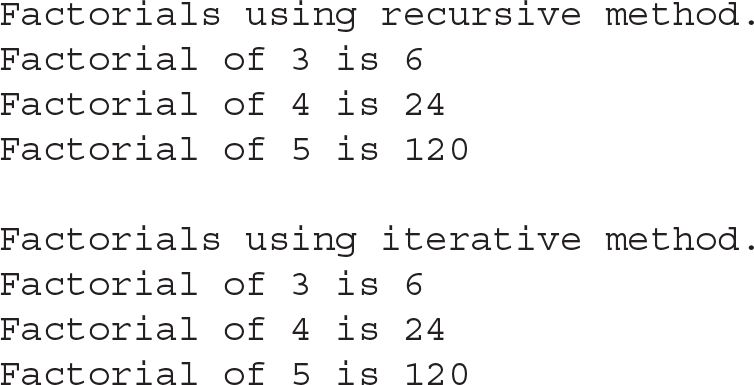 Factorials using recursive method.
Factorial of 3 is 6
Factorial of 4 is 24
Factorial of 5 is 120
Factorials using iterative method.
Factorial of 3 is 6
Factorial of 4 is 24
Factorial of 5 is 120